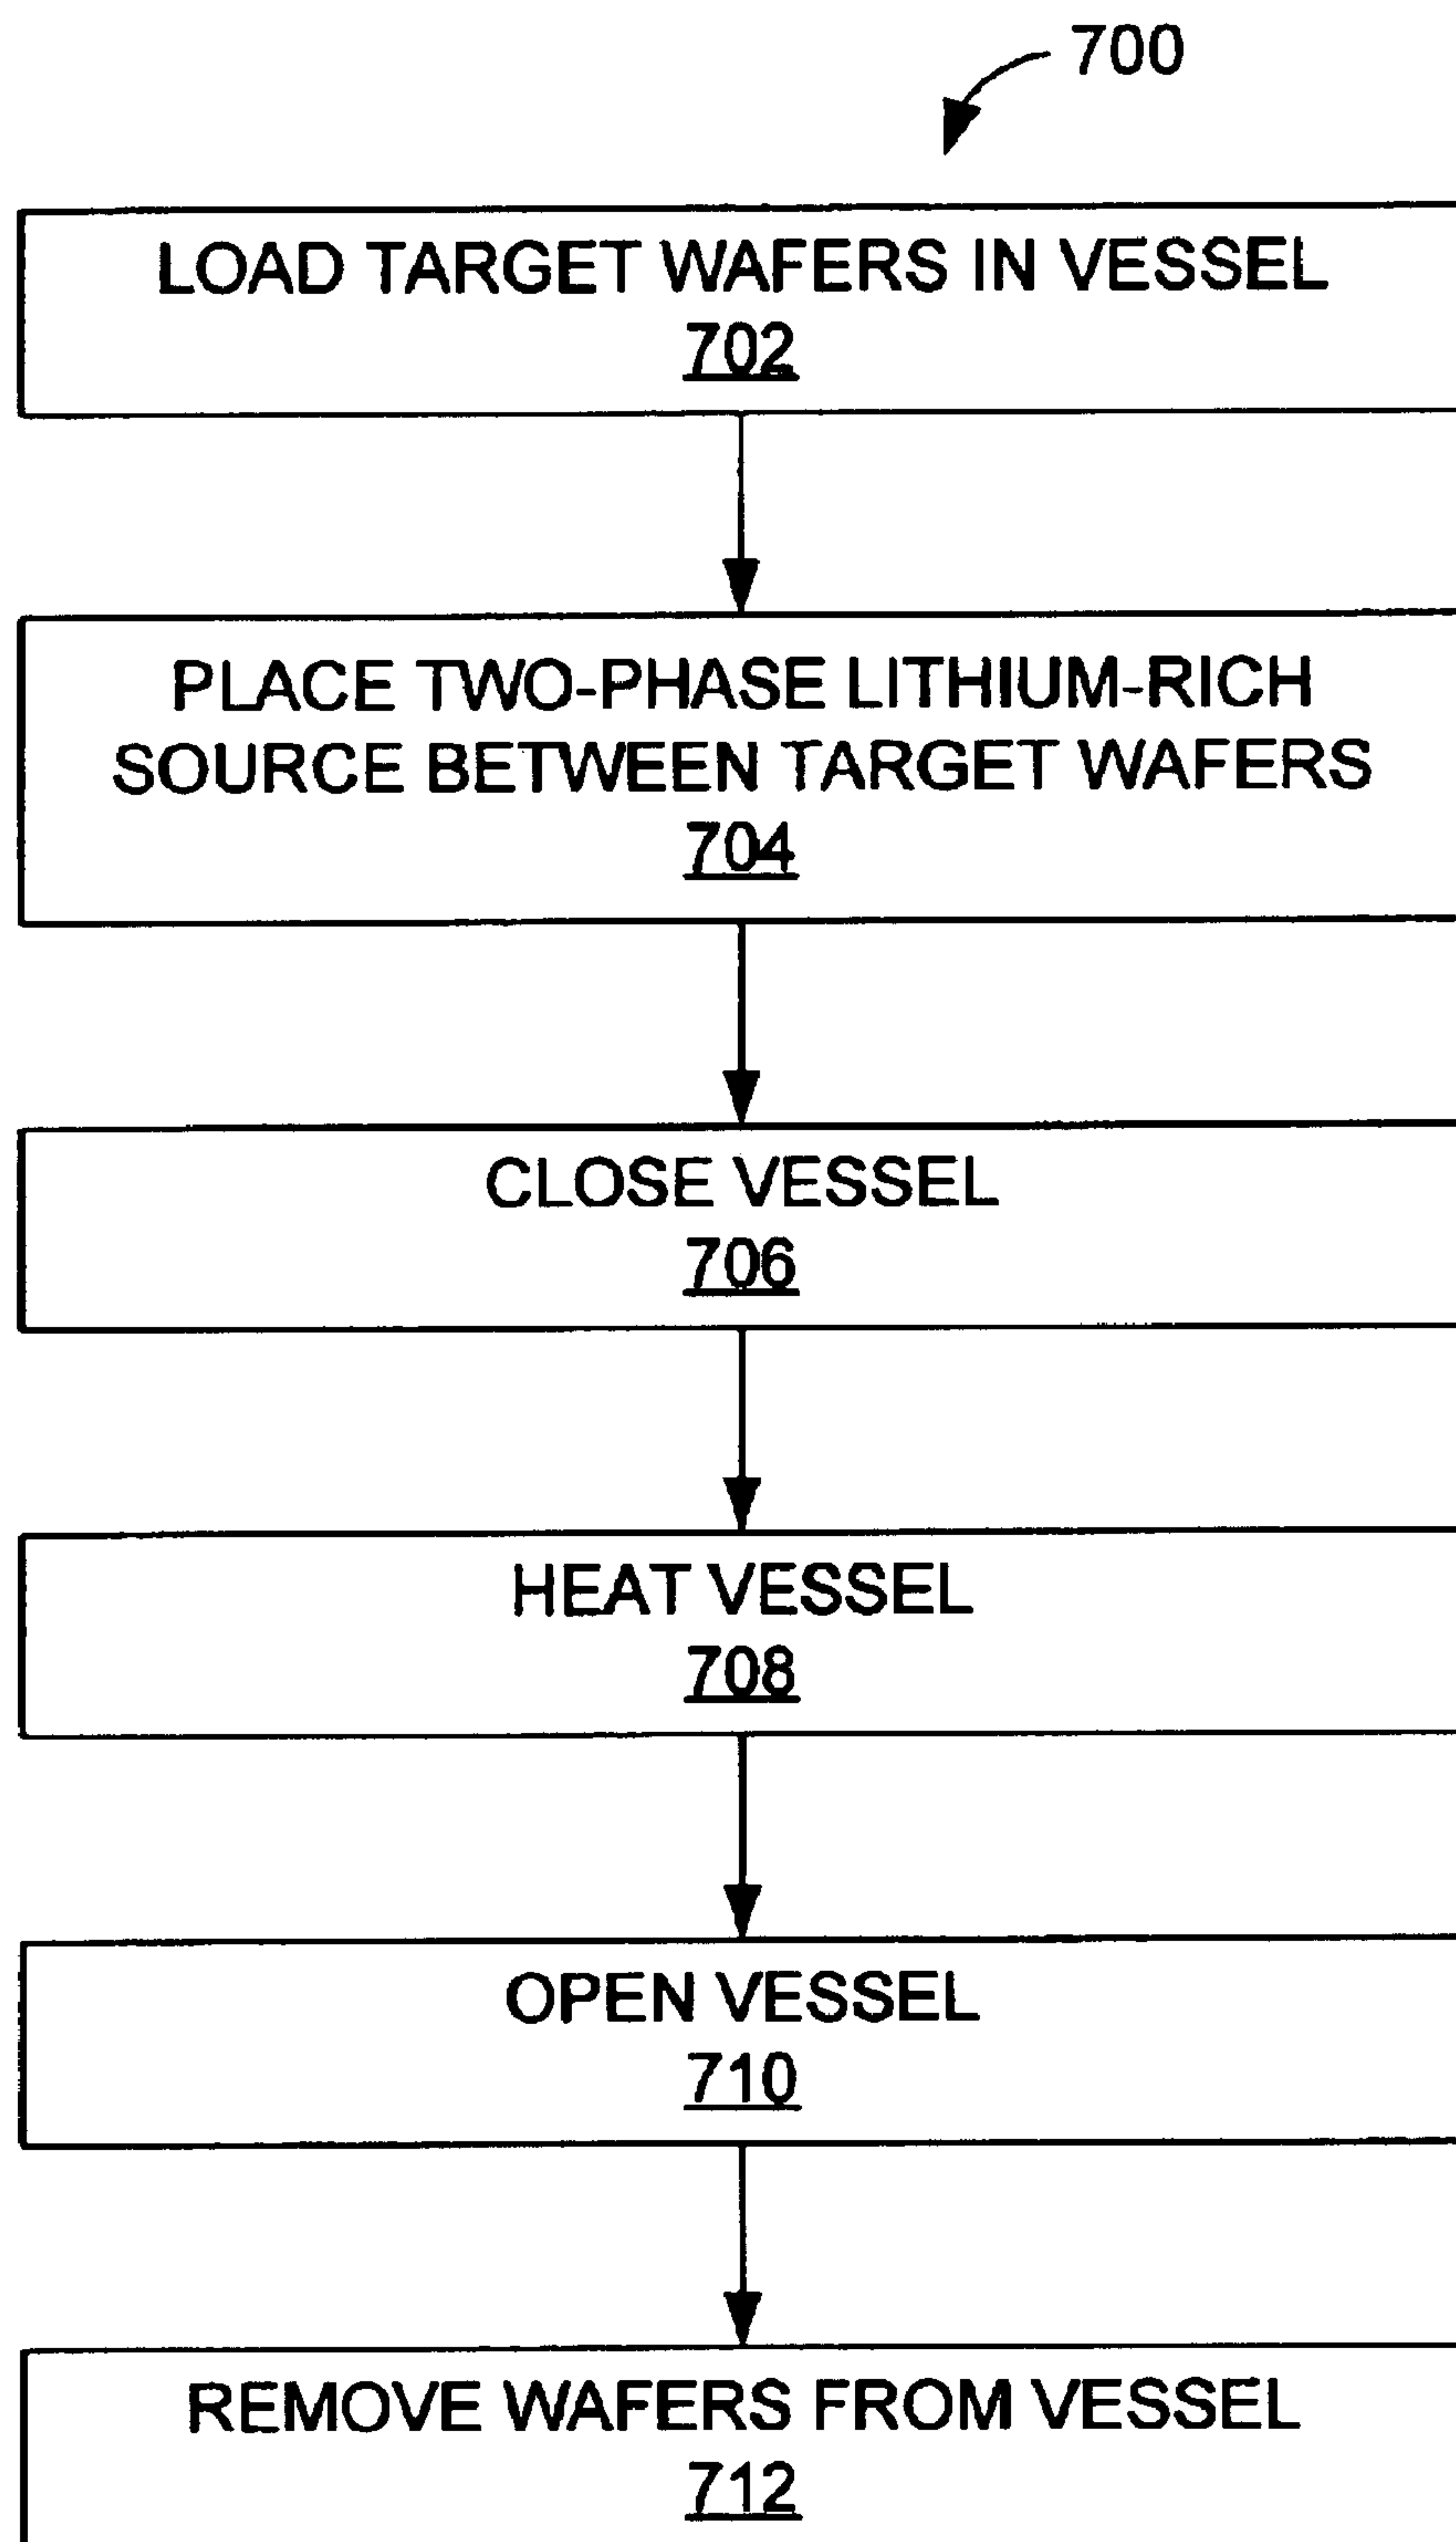 700
LOAD TARGET WAFERS IN VESSEL
702
PLACE TWO-PHASE LITHIUM-RICH
SOURCE BETWEEN TARGET WAFERS
704
CLOSE VESSEL
706
HEAT VESSEL
708
OPEN VESSEL
710
REMOVE WAFERS FROM VESSEL
712